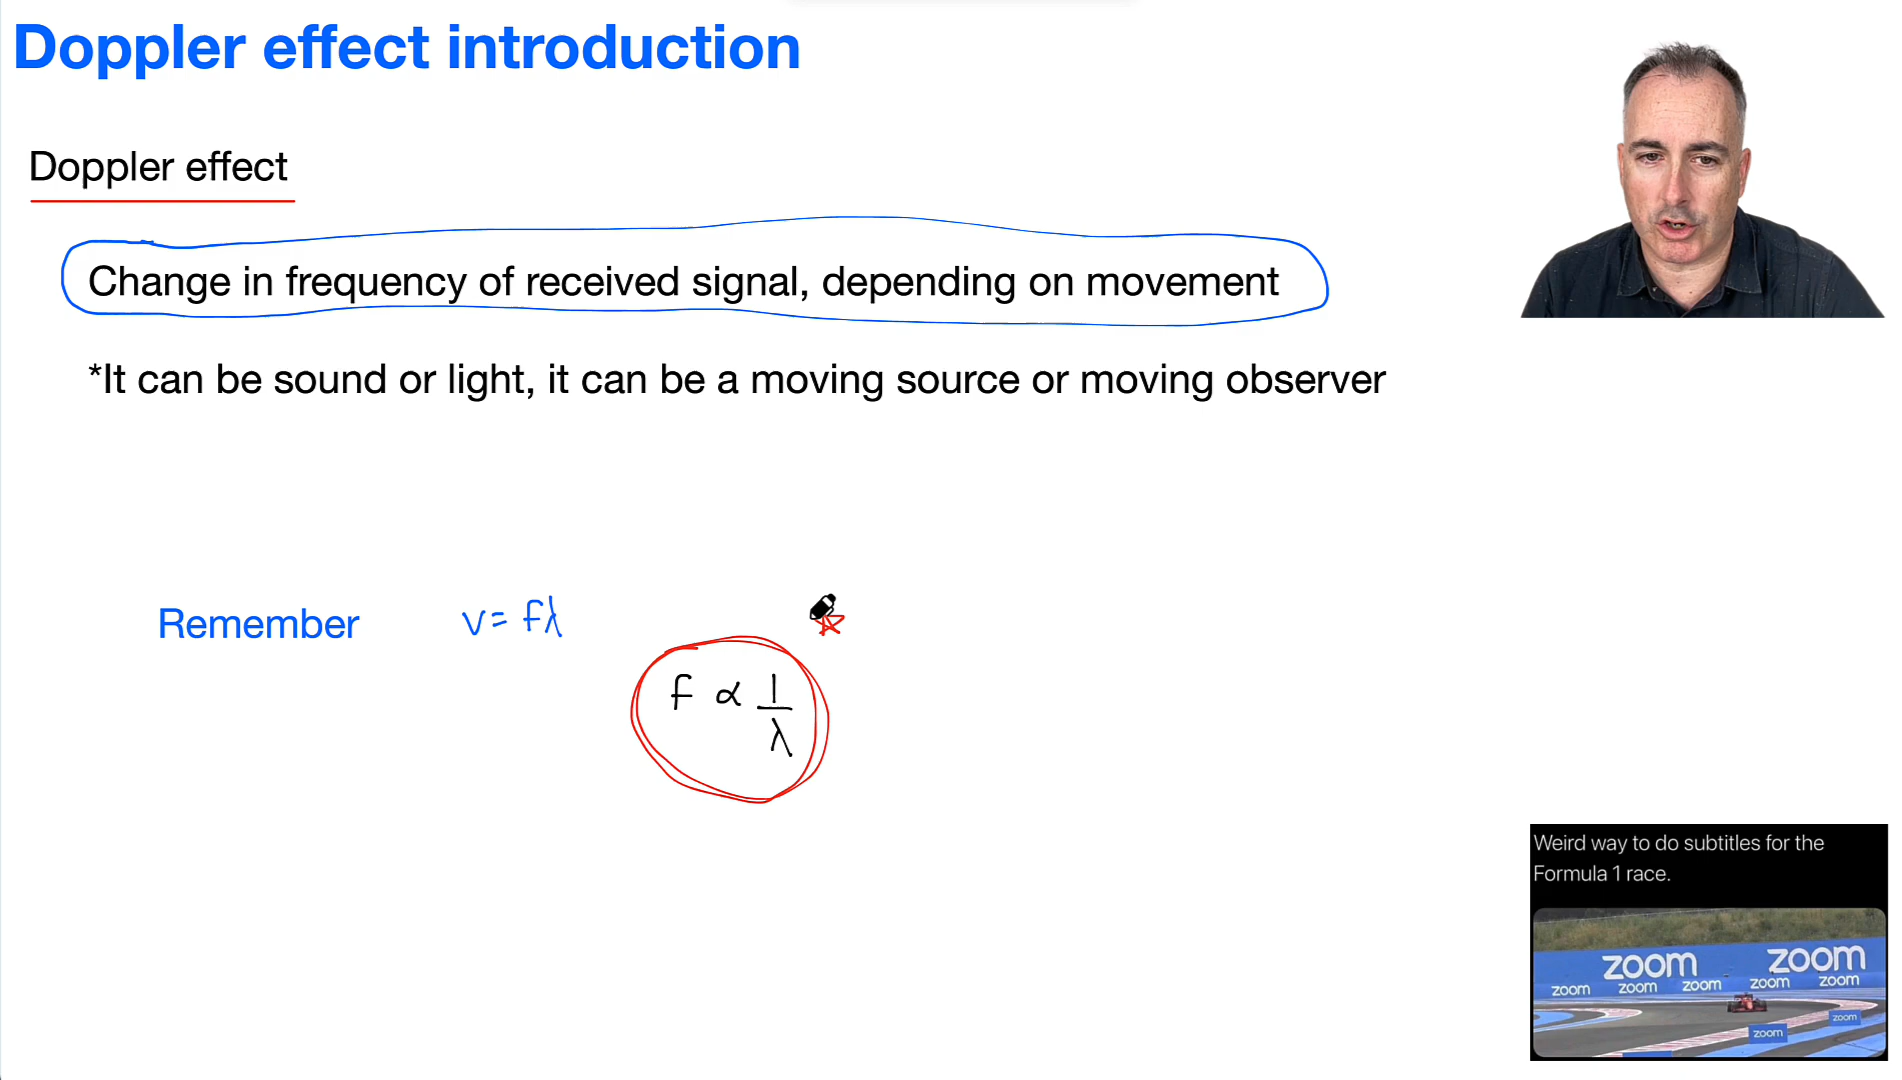 Doppler effect introduction
Doppler effect
Change in frequency of received signal, depending on movement
*It can be sound or light, it can be a moving source or moving observer
Remember v = fλ
f ∝ 1/λ
Weird way to do subtitles for the
Formula 1 race.
zoom zoom
zoom zoom zoom zoom zoom
zoom
zoom